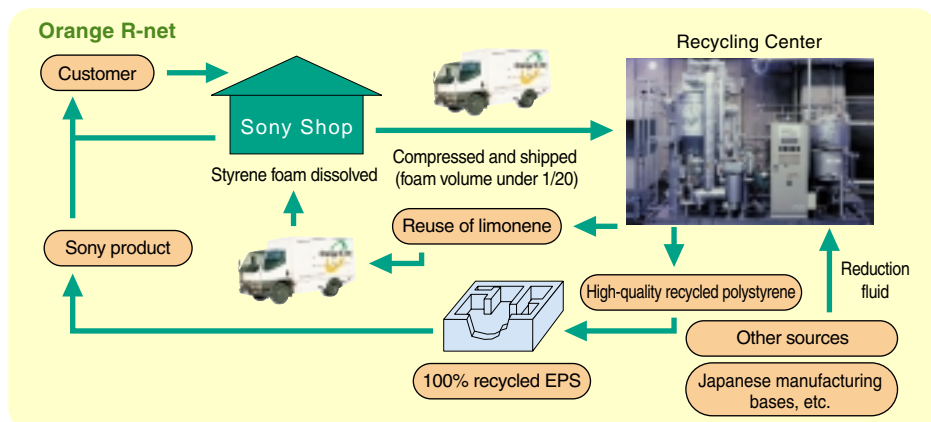 Orange R-net
Recycling Center
Customer
Sony Shop
Styrene foam dissolved
Compressed and shipped
(foam volume under 1/20)
Reuse of limonene
Sony product
Reduction
fluid
High-quality recycled polystyrene
Other sources
100% recycled EPS
Japanese manufacturing
bases, etc.